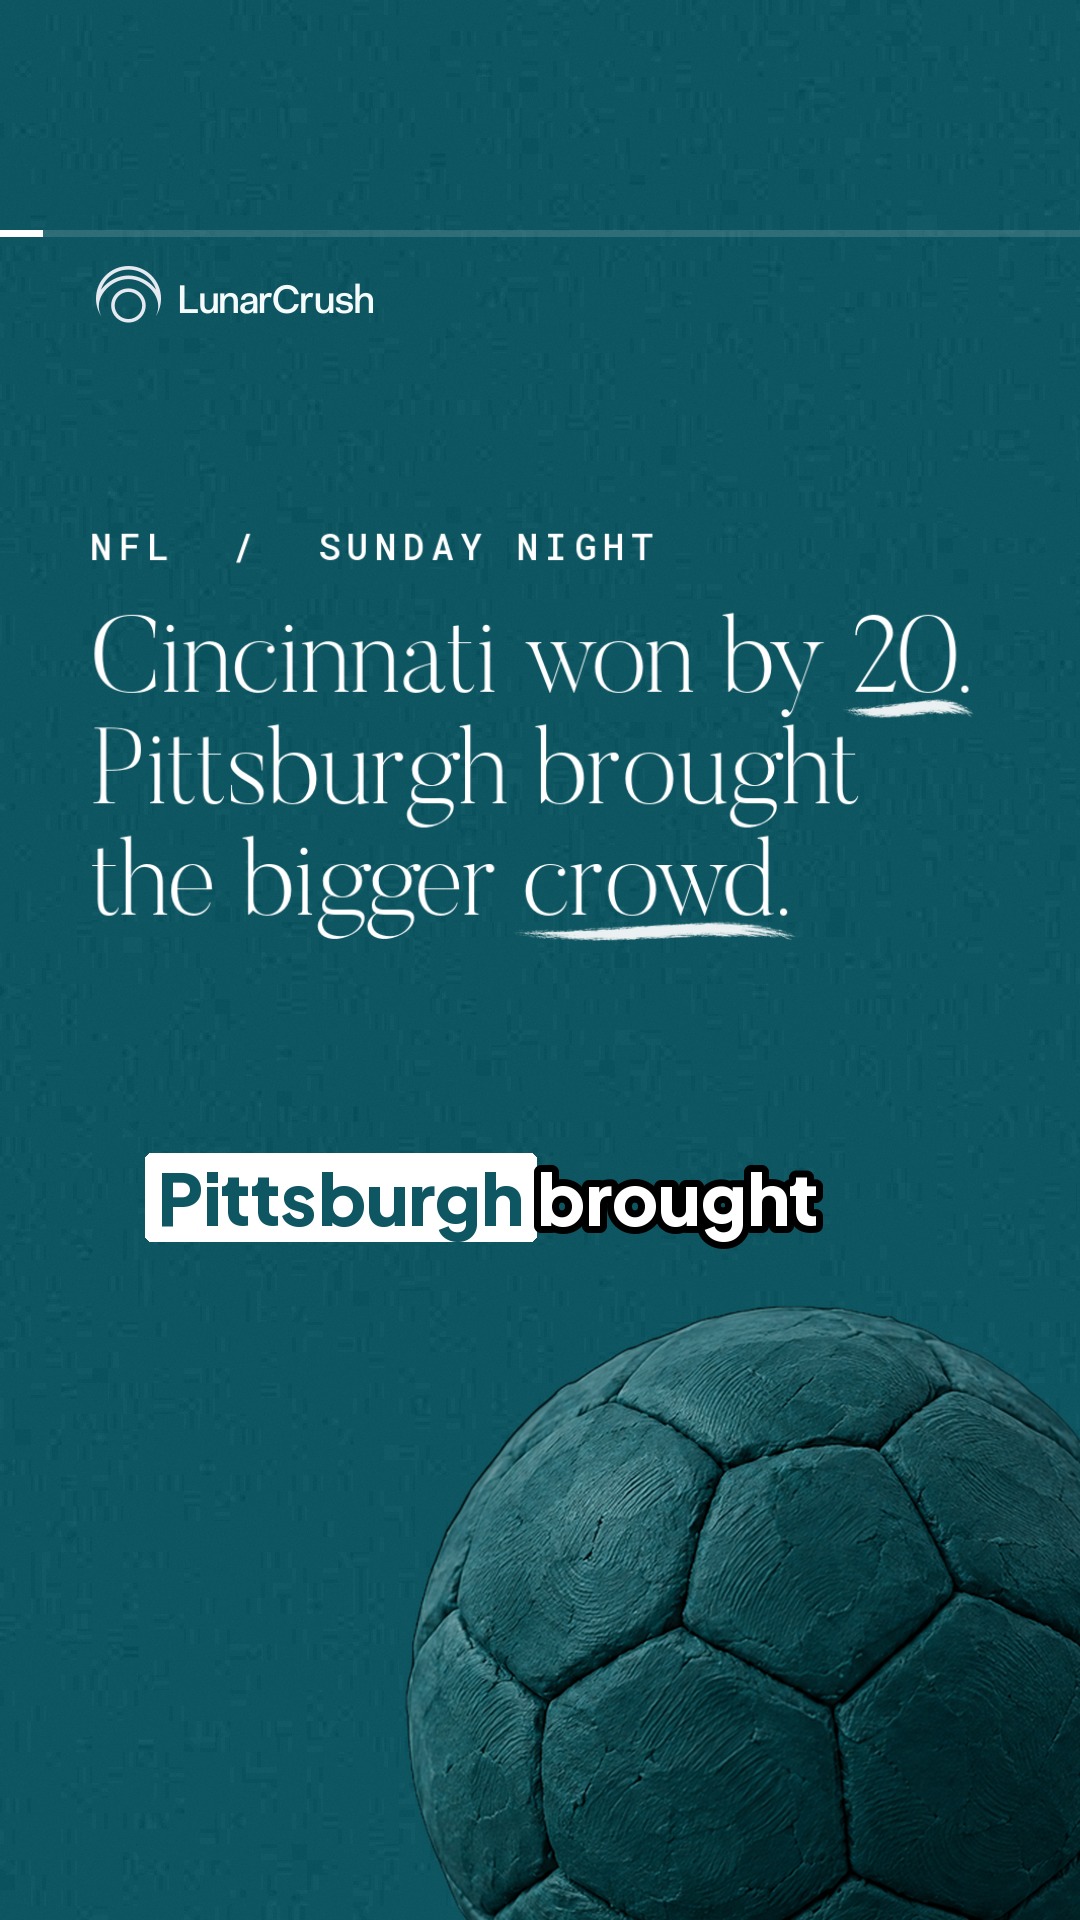 LunarCrush
NFL / SUNDAY NIGHT
Cincinnati won by 20.
Pittsburgh brought
the bigger crowd.
Pittsburgh brought